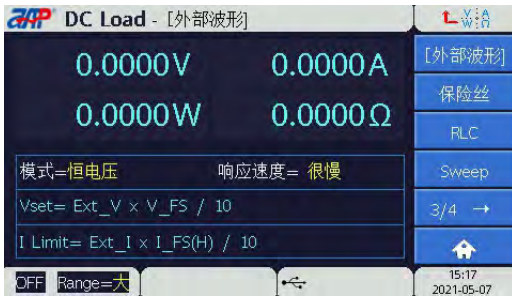 DC Load - [外部波形]
0.0000V 0.0000A
0.0000W 0.0000Ω
模式=恒电压 响应速度= 很慢
Vset= Ext_V x V_FS / 10
I Limit= Ext_I x I_FS(H) / 10
OFF Range=大
V A
W Ω
[外部波形]
保险丝
RLC
Sweep
3/4 →
15:17
2021-05-07